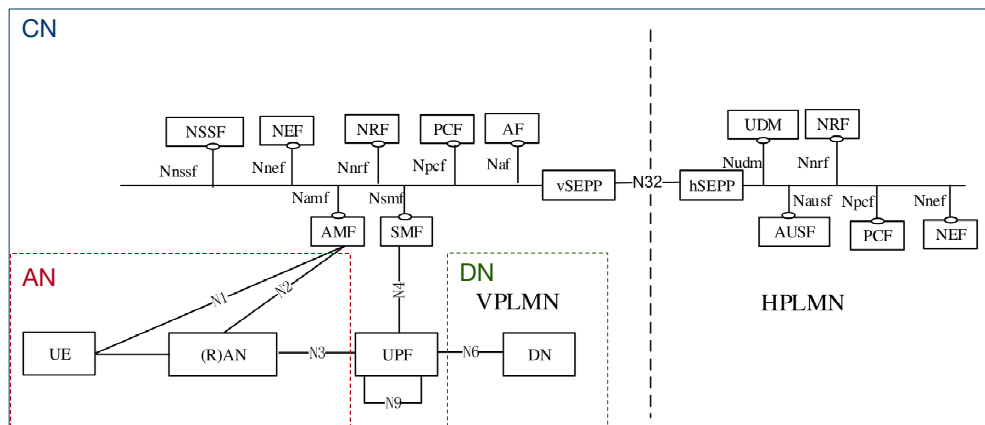 CN
NSSF
NEF
NRF
PCF
AF
UDM
NRF
Nnssf
Nnef
Nnrf
Npcf
Naf
Nudm
Nnrf
vSEPP
N32
hSEPP
Namf
Nsmf
Nausf
Npcf
Nnef
AMF
SMF
AUSF
PCF
NEF
AN
DN
N1
N2
N4
VPLMN
HPLMN
UE
(R)AN
N3
UPF
N6
DN
N9